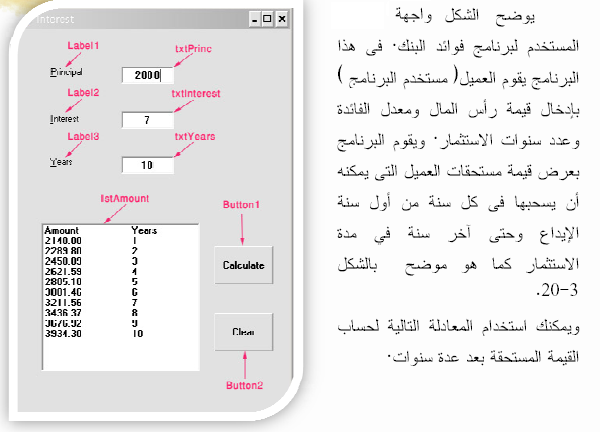 Interest
Label1
txtPrinc
Principal
2000
Label2
txtInterest
Interest
7
Label3
txtYears
Years
10
lstAmount
Amount Years
2140.00 1
2289.80 2
2450.09 3
2621.59 4
2805.10 5
3001.46 6
3211.56 7
3436.37 8
3676.92 9
3934.30 10
Button1
Calculate
Clear
Button2
يوضح الشكل واجهة
المستخدم لبرنامج فوائد البنك. فى هذا
البرنامج يقوم العميل( مستخدم البرنامج )
بإدخال قيمة رأس المال ومعدل الفائدة
وعدد سنوات الاستثمار. ويقوم البرنامج
بعرض قيمة مستحقات العميل التى يمكنه
أن يسحبها فى كل سنة من أول سنة
الإيداع وحتى آخر سنة في مدة
الاستثمار كما هو موضح بالشكل
3-20.
ويمكنك استخدام المعادلة التالية لحساب
القيمة المستحقة بعد عدة سنوات.